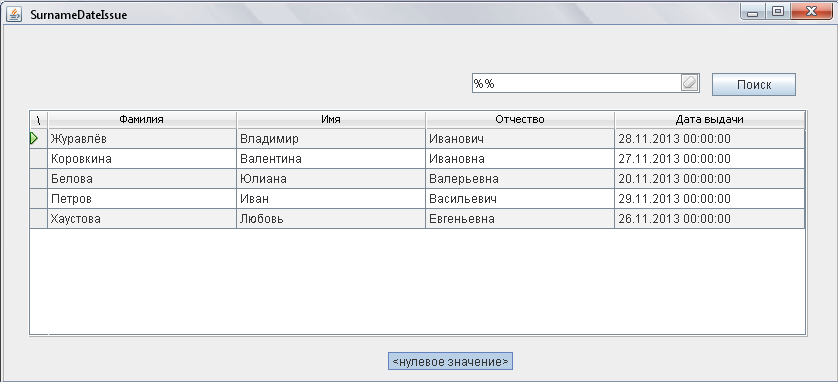 SurnameDateIssue
%%
Поиск
\ Фамилия Имя Отчество Дата выдачи
Журавлёв Владимир Иванович 28.11.2013 00:00:00
Коровкина Валентина Ивановна 27.11.2013 00:00:00
Белова Юлиана Валерьевна 20.11.2013 00:00:00
Петров Иван Васильевич 29.11.2013 00:00:00
Хаустова Любовь Евгеньевна 26.11.2013 00:00:00
<нулевое значение>